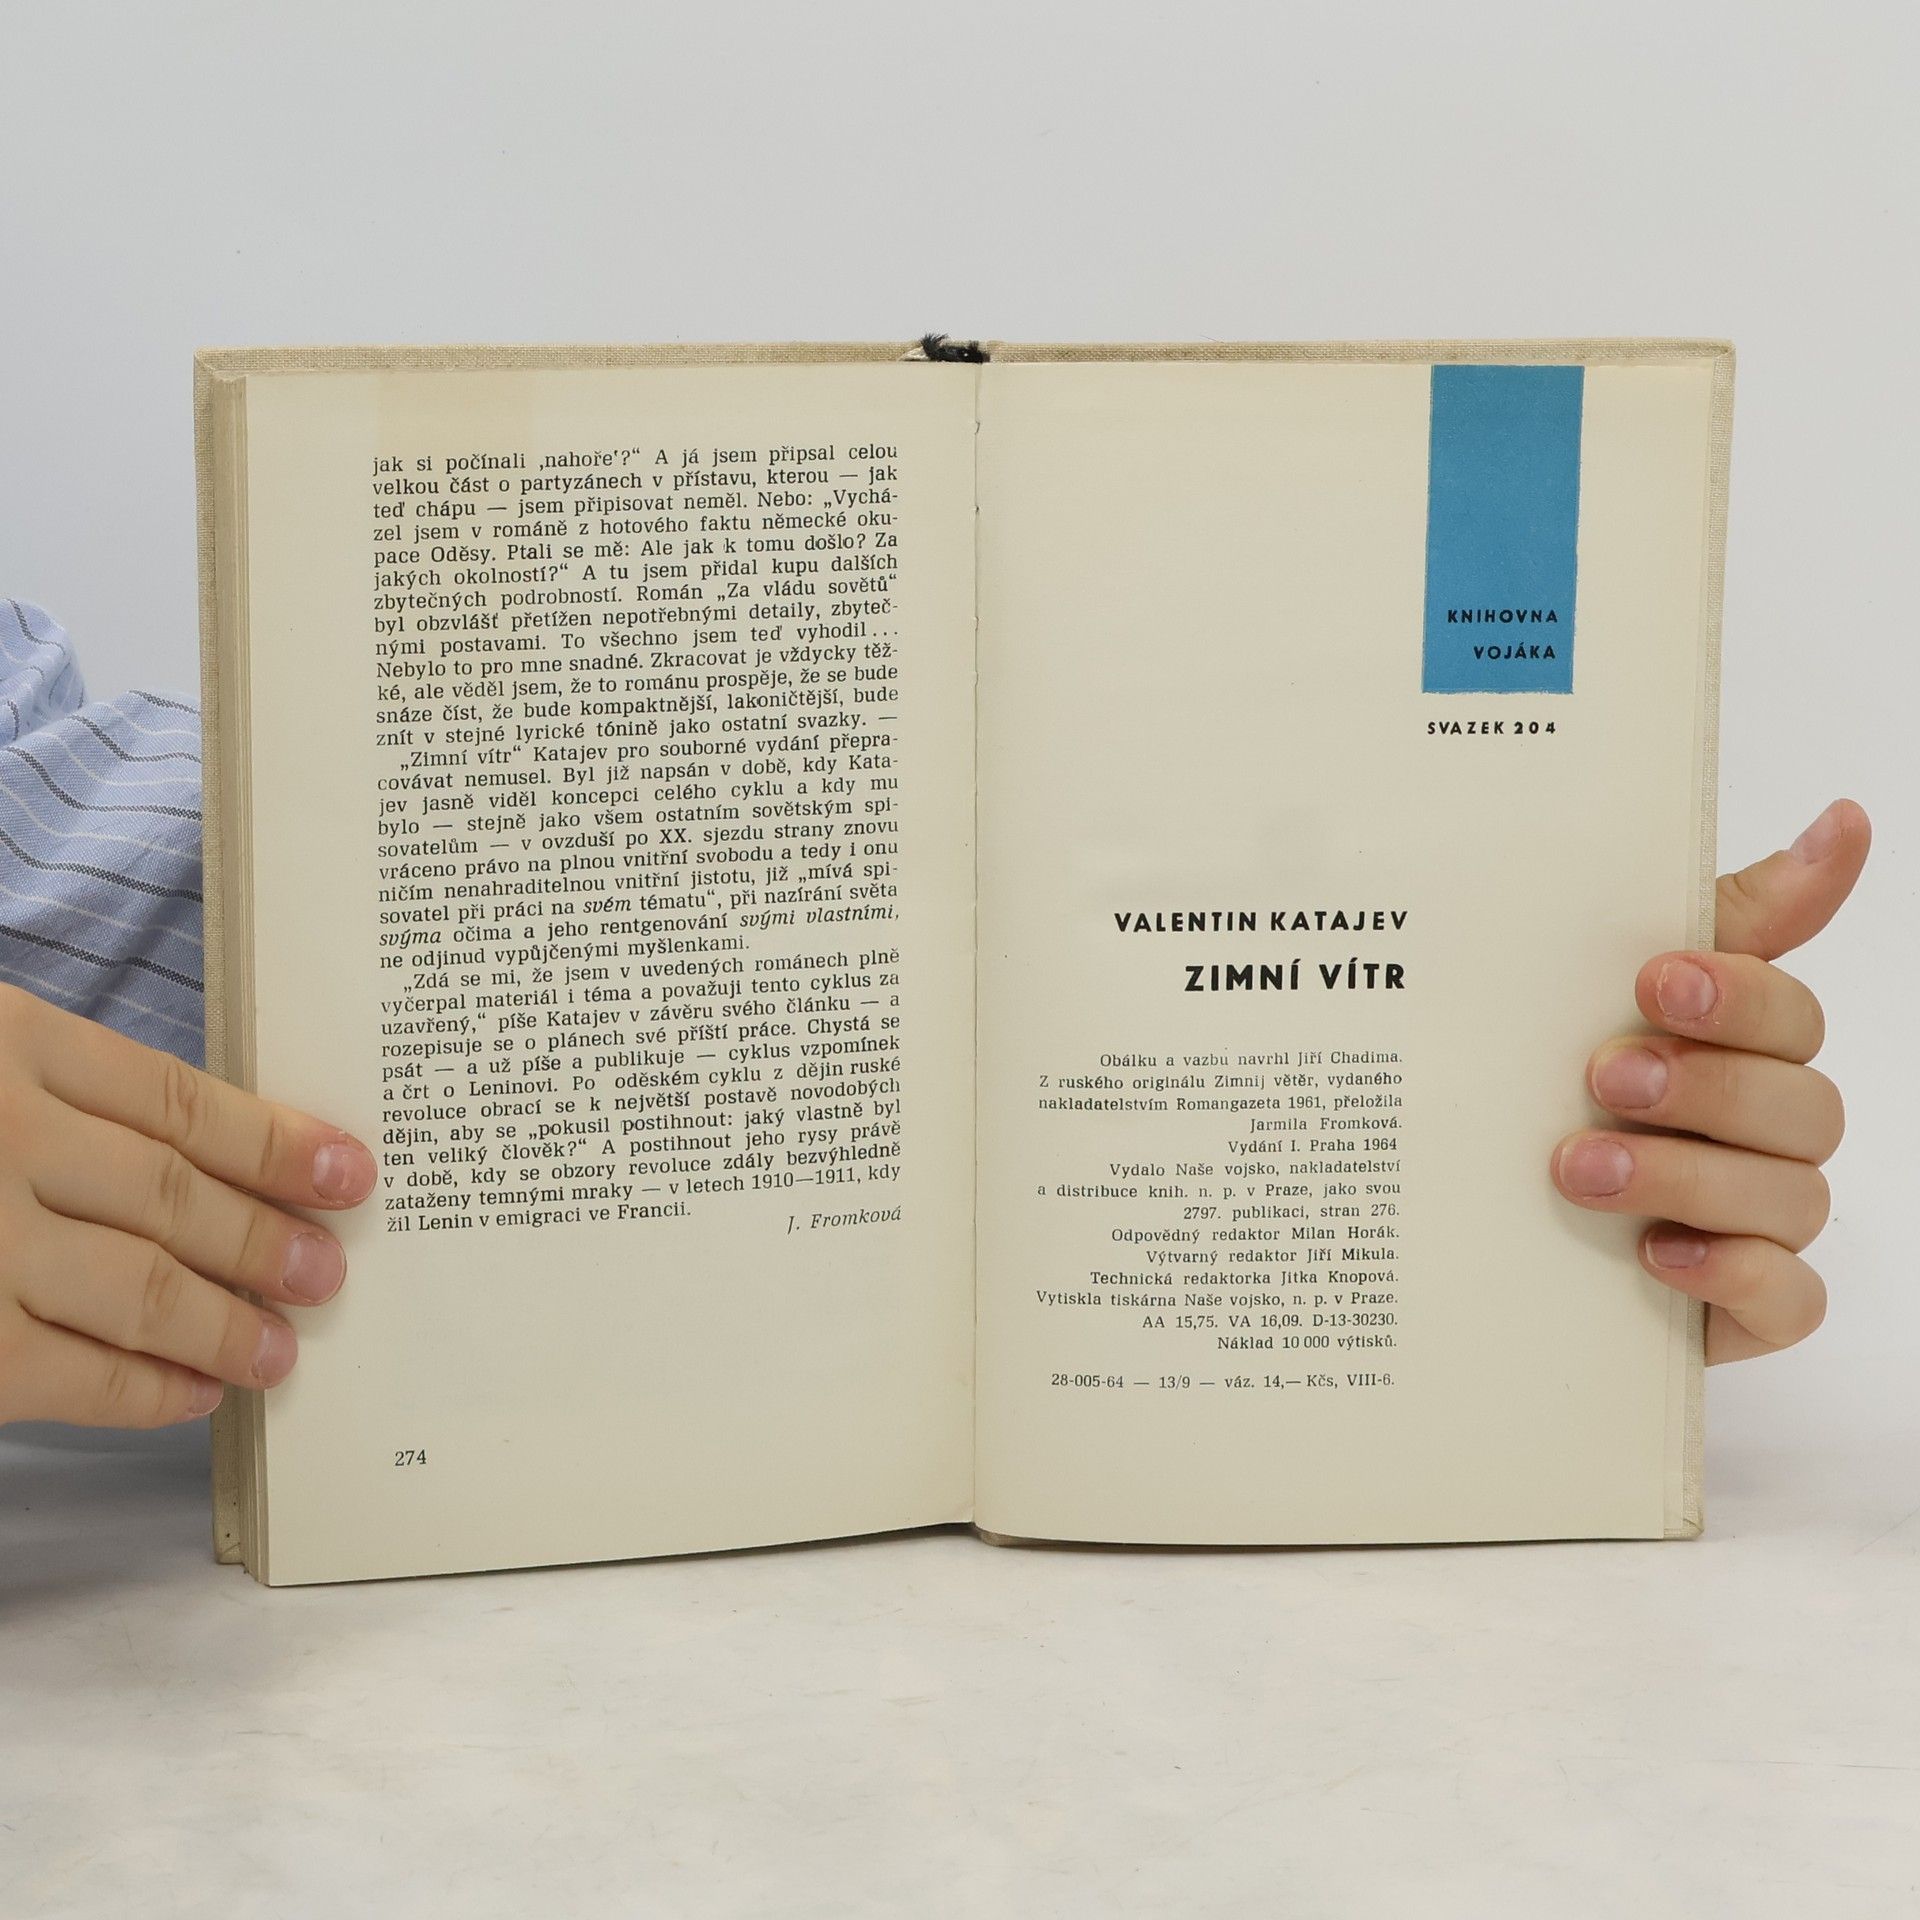 jak si počínali ‚nahoře‛?“ A já jsem připsal celou
velkou část o partyzánech v přístavu, kterou — jak
teď chápu — jsem připisovat neměl. Nebo: „Vychá-
zel jsem v románě z hotového faktu německé oku-
pace Oděsy. Ptali se mě: Ale jak k tomu došlo? Za
jakých okolností?“ A tu jsem přidal kupu dalších
zbytečných podrobností. Román „Za vládu sovětů“
byl obzvlášť přetížen nepotřebnými detaily, zbyteč-
nými postavami. To všechno jsem teď vyhodil...
Nebylo to pro mne snadné. Zkracovat je vždycky těž-
ké, ale věděl jsem, že to románu prospěje, že se bude
snáze číst, že bude kompaktnější, lakoničtější, bude
znít v stejné lyrické tónině jako ostatní svazky. —
„Zimní vítr“ Katajev pro souborné vydání přepra-
covávat nemusel. Byl již napsán v době, kdy Kata-
jev jasně viděl koncepci celého cyklu a kdy mu
bylo — stejně jako všem ostatním sovětským spi-
sovatelům — v ovzduší po XX. sjezdu strany znovu
vráceno právo na plnou vnitřní svobodu a tedy i onu
ničím nenahraditelnou vnitřní jistotu, již „mívá spi-
sovatel při práci na svém tématu“, při nazírání světa
svýma očima a jeho rentgenování svými vlastními,
ne odjinud vypůjčenými myšlenkami.
„Zdá se mi, že jsem v uvedených románech plně
vyčerpal materiál i téma a považuji tento cyklus za
uzavřený,“ píše Katajev v závěru svého článku — a
rozepisuje se o plánech své příští práce. Chystá se
psát — a už píše a publikuje — cyklus vzpomínek
a črt o Leninovi. Po oděském cyklu z dějin ruské
revoluce obrací se k největší postavě novodobých
dějin, aby se „pokusil postihnout: jaký vlastně byl
ten veliký člověk?“ A postihnout jeho rysy právě
v době, kdy se obzory revoluce zdály bezvýhledně
zataženy temnými mraky — v letech 1910—1911, kdy
žil Lenin v emigraci ve Francii.
J. Fromková
274
KNIHOVNA
VOJÁKA
SVAZEK 204
VALENTIN KATAJEV
ZIMNÍ VÍTR
Obálku a vazbu navrhl Jiří Chadima.
Z ruského originálu Zimnij větěr, vydaného
nakladatelstvím Romangazeta 1961, přeložila
Jarmila Fromková.
Vydání I. Praha 1964
Vydalo Naše vojsko, nakladatelství
a distribuce knih. n. p. v Praze, jako svou
2797. publikaci, stran 276.
Odpovědný redaktor Milan Horák.
Výtvarný redaktor Jiří Mikula.
Technická redaktorka Jitka Knopová.
Vytiskla tiskárna Naše vojsko, n. p. v Praze.
AA 15,75. VA 16,09. D-13-30230.
Náklad 10 000 výtisků.
28-005-64 — 13/9 — váz. 14,— Kčs, VIII-6.